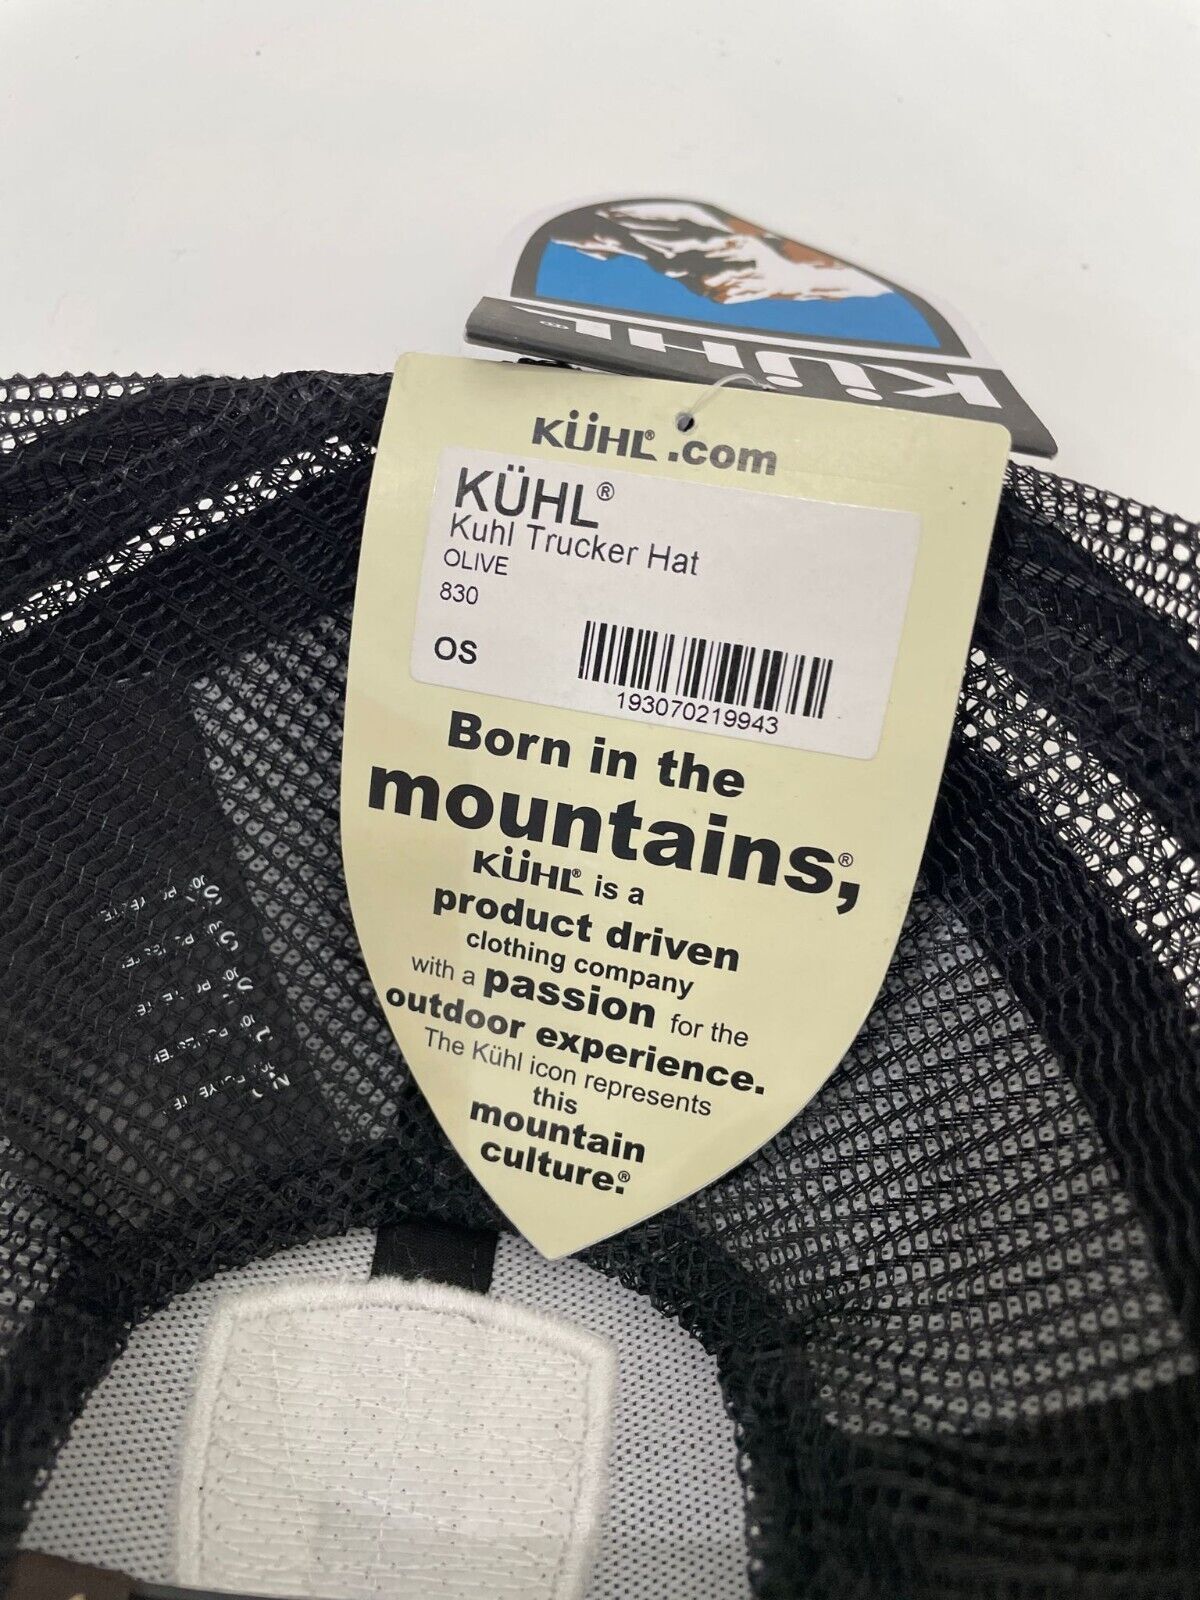 KÜHL®
KÜHL® .com
KÜHL®
Kuhl Trucker Hat
OLIVE
830
OS
193070219943
Born in the
mountains,®
KÜHL® is a
product driven
clothing company
with a passion for the
outdoor experience.
The Kühl icon represents
this
mountain
culture.®